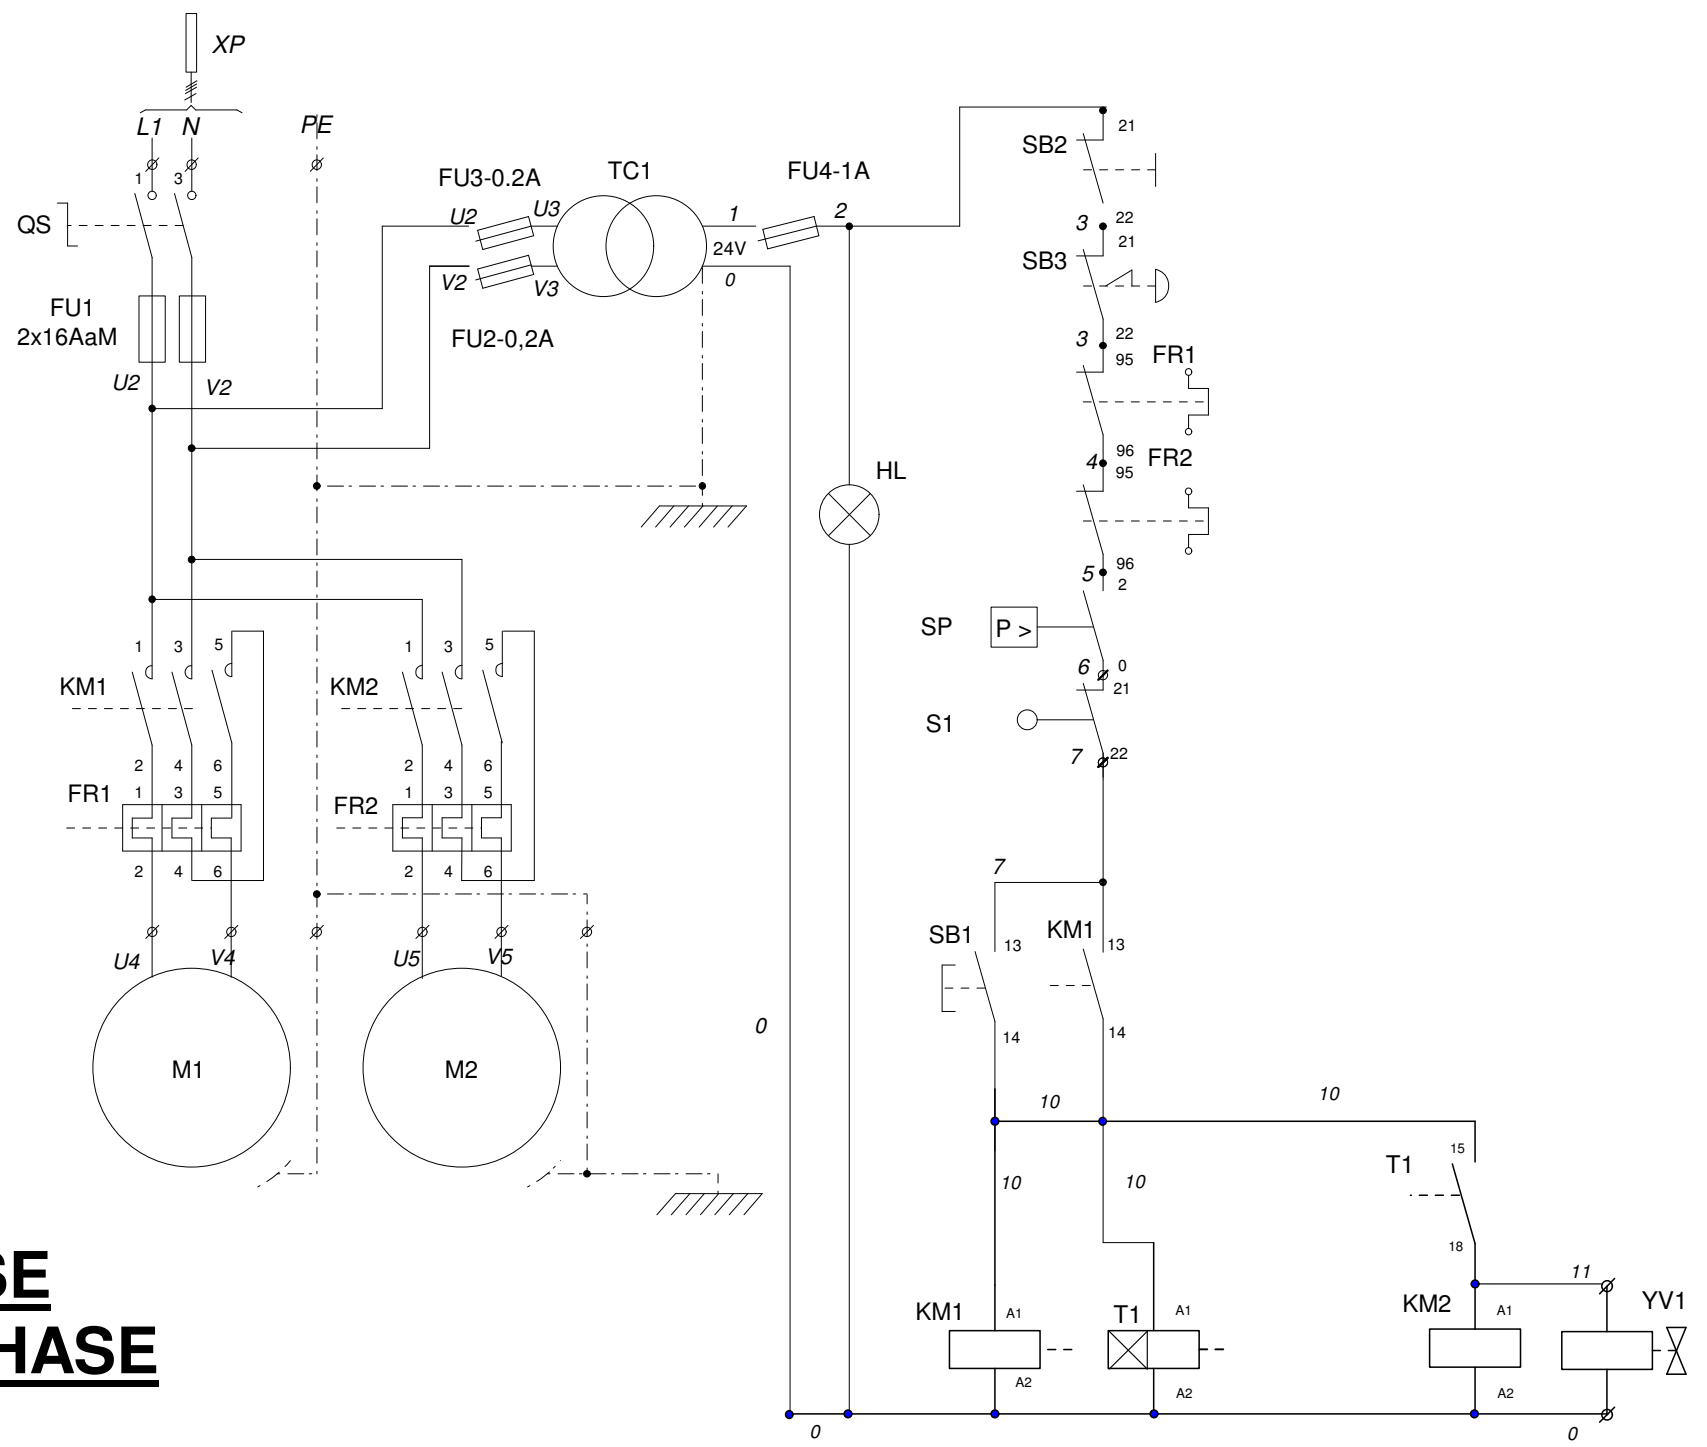 XP
L1 N PE
1 3
QS
FU1
2x16AaM
U2 V2
FU3-0.2A
U2 U3
V2 V3
FU2-0,2A
TC1
1
24V
0
FU4-1A
2
HL
SB2
21
3 22
21
SB3
3 22
95
FR1
4 96
95
FR2
5 96
2
SP P >
6 0
21
S1
7 22
1 3 5
KM1
2 4 6
FR1
1 3 5
2 4 6
U4 V4
M1
1 3 5
KM2
2 4 6
FR2
1 3 5
2 4 6
U5 V5
M2
0
7
SB1
13
14
KM1
13
14
10
10
10
10
T1
15
18
11
KM1
A1
A2
T1
A1
A2
KM2
A1
A2
YV1
0
0
SE
HASE